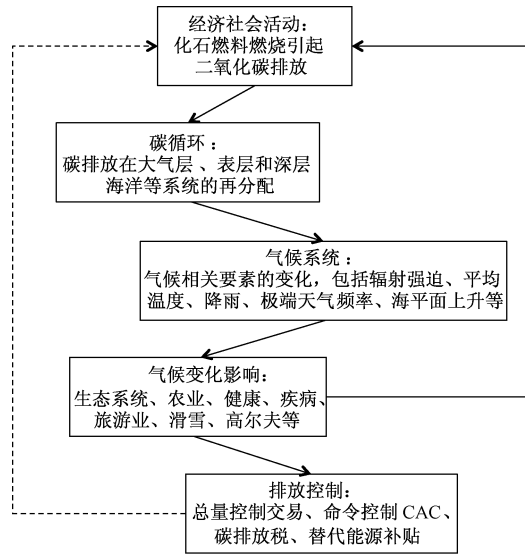 经济社会活动：
化石燃料燃烧引起
二氧化碳排放
碳循环：
碳排放在大气层、表层和深层
海洋等系统的再分配
气候系统：
气候相关要素的变化，包括辐射强迫、平均
温度、降雨、极端天气频率、海平面上升等
气候变化影响：
生态系统、农业、健康、疾病、
旅游业、滑雪、高尔夫等
排放控制：
总量控制交易、命令控制 CAC、
碳排放税、替代能源补贴